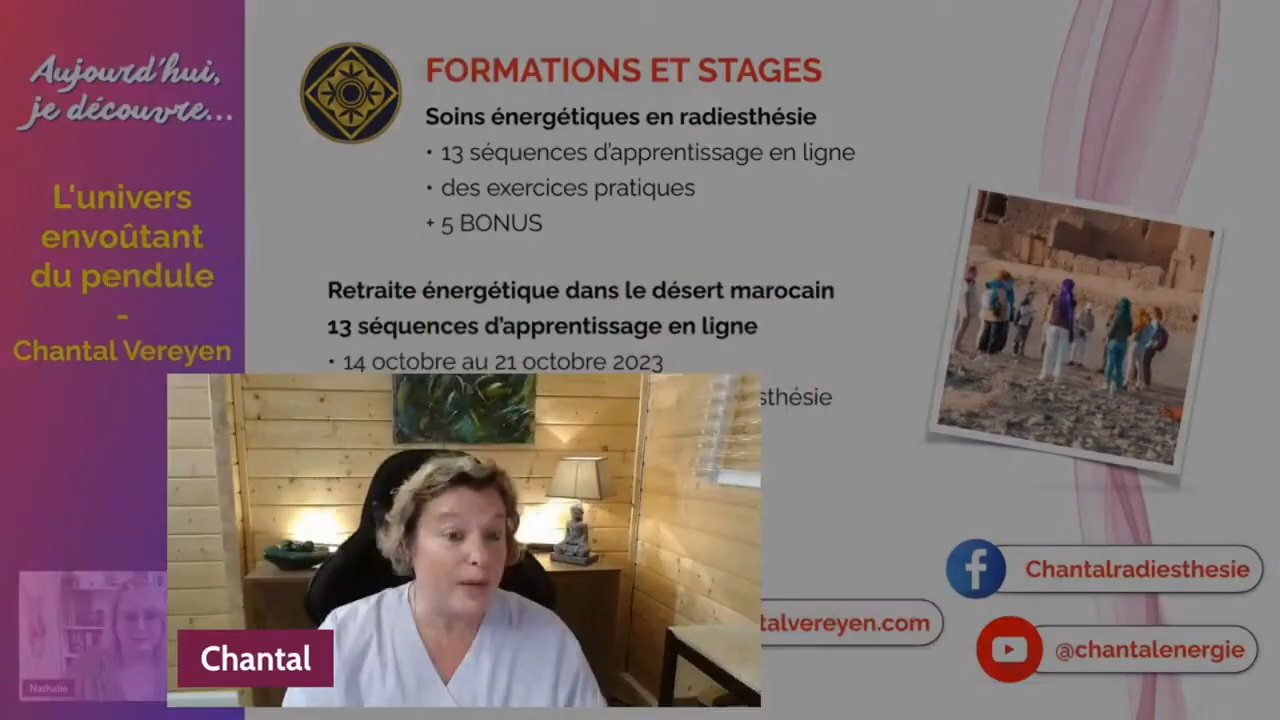 Aujourd'hui,
je découvre...
L'univers
envoûtant
du pendule
-
Chantal Vereyen
FORMATIONS ET STAGES
Soins énergétiques en radiesthésie
• 13 séquences d'apprentissage en ligne
• des exercices pratiques
+ 5 BONUS
Retraite énergétique dans le désert marocain
13 séquences d'apprentissage en ligne
• 14 octobre au 21 octobre 2023
sthésie
talvereyen.com
Chantalradiesthesie
@chantalenergie
Chantal
Nathalie